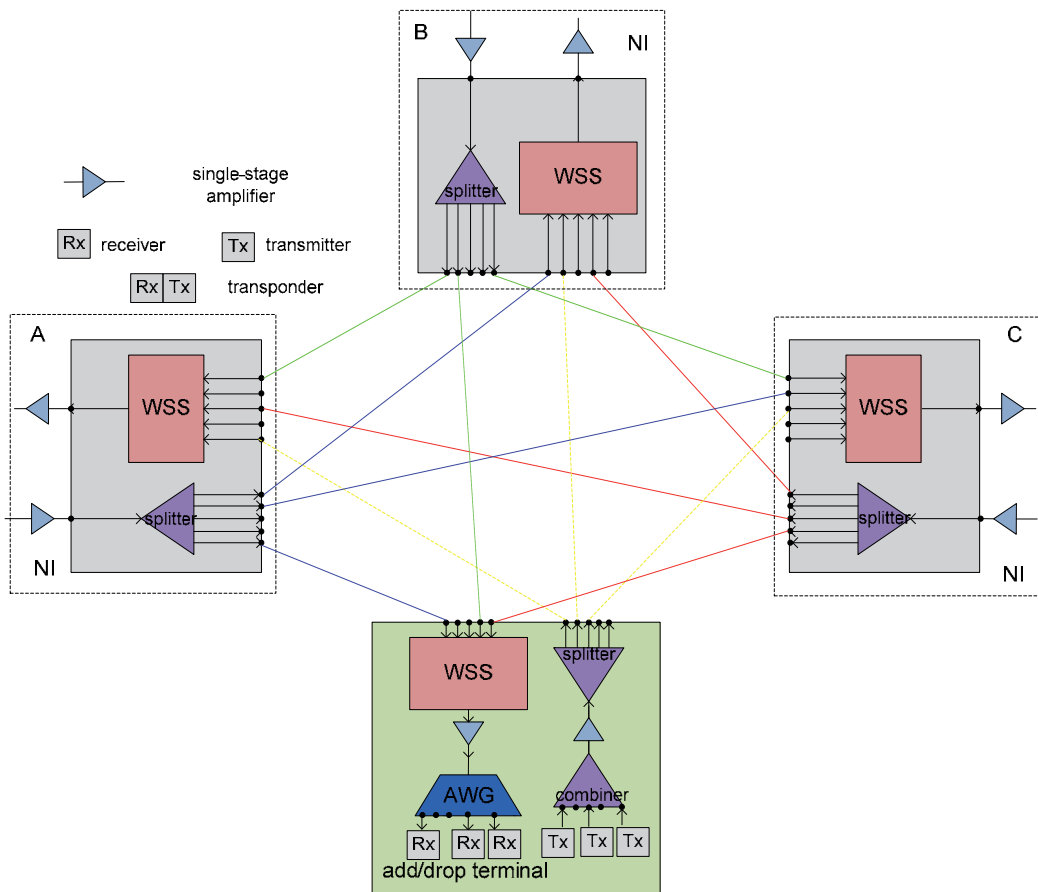 B
NI
splitter
WSS
single-stage
amplifier
Rx receiver
Tx transmitter
Rx Tx transponder
A
WSS
splitter
NI
C
WSS
splitter
NI
WSS
splitter
AWG
combiner
Rx Rx Rx
Tx Tx Tx
add/drop terminal